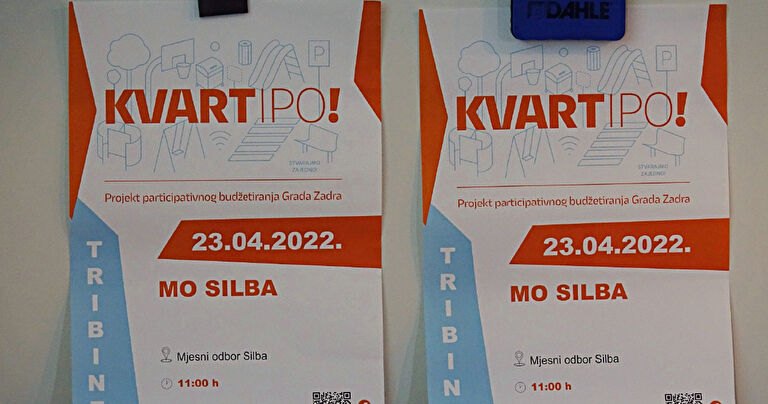 KVARTIPO!
STVARAJMO
ZAJEDNO!
Projekt participativnog budžetiranja Grada Zadra
23.04.2022.
TRIBIN
MO SILBA
Mjesni odbor Silba
11:00 h
DAHLE
P
KVARTIPO!
STVARAJMO
ZAJEDNO!
Projekt participativnog budžetiranja Grada Zadra
23.04.2022.
TRIBIN
MO SILBA
Mjesni odbor Silba
11:00 h
P